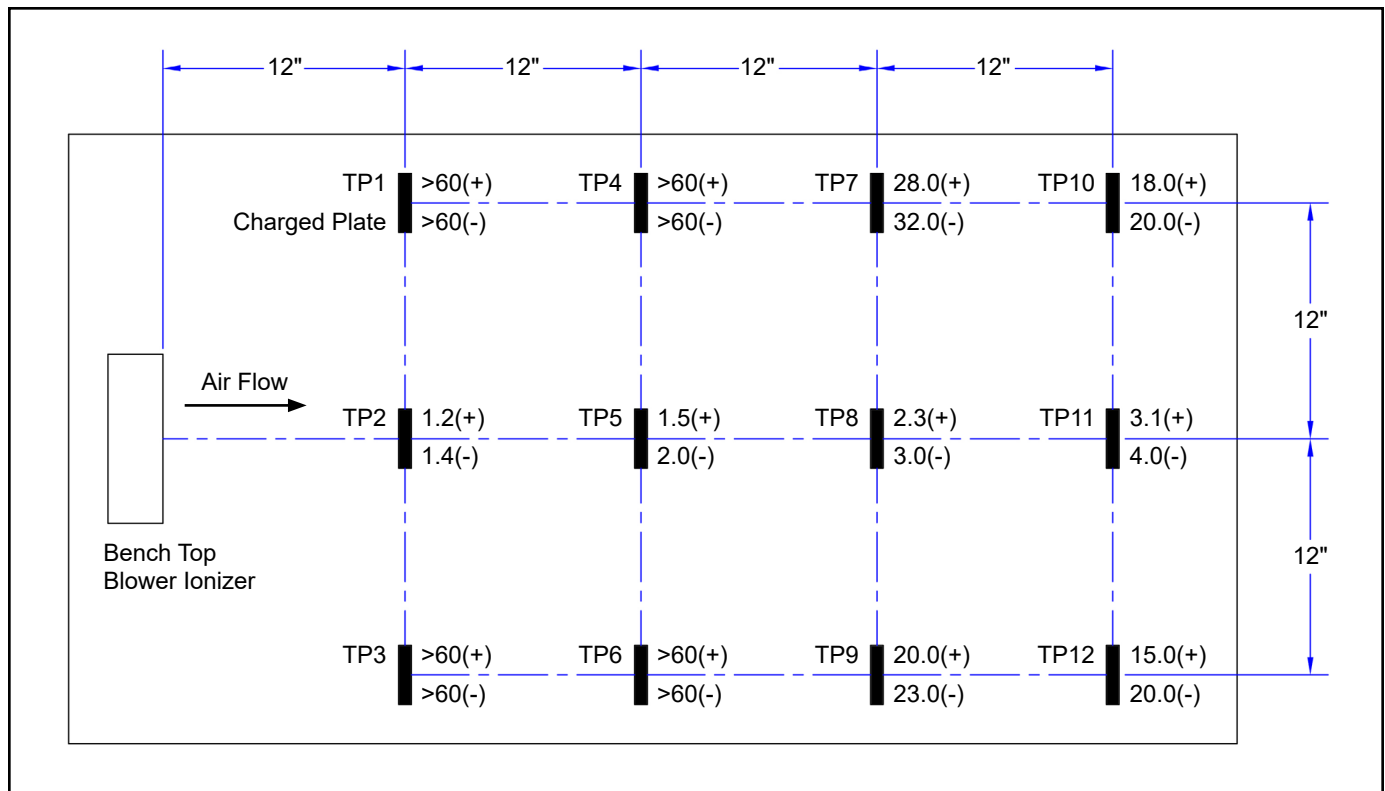 12" 12" 12" 12"
TP1 >60(+) TP4 >60(+) TP7 28.0(+) TP10 18.0(+)
Charged Plate >60(-) >60(-) 32.0(-) 20.0(-)
12"
Air Flow
TP2 1.2(+) TP5 1.5(+) TP8 2.3(+) TP11 3.1(+)
1.4(-) 2.0(-) 3.0(-) 4.0(-)
Bench Top
Blower Ionizer
12"
TP3 >60(+) TP6 >60(+) TP9 20.0(+) TP12 15.0(+)
>60(-) >60(-) 23.0(-) 20.0(-)